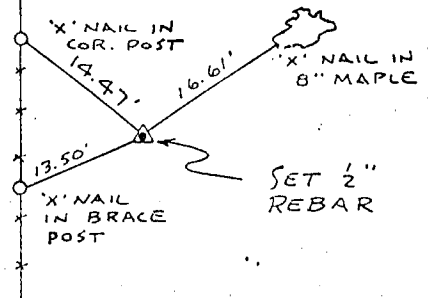 'X' NAIL IN
COR. POST
14.47'
16.61'
'X' NAIL IN
8" MAPLE
13.50'
'X' NAIL
IN BRACE
POST
SET ½"
REBAR